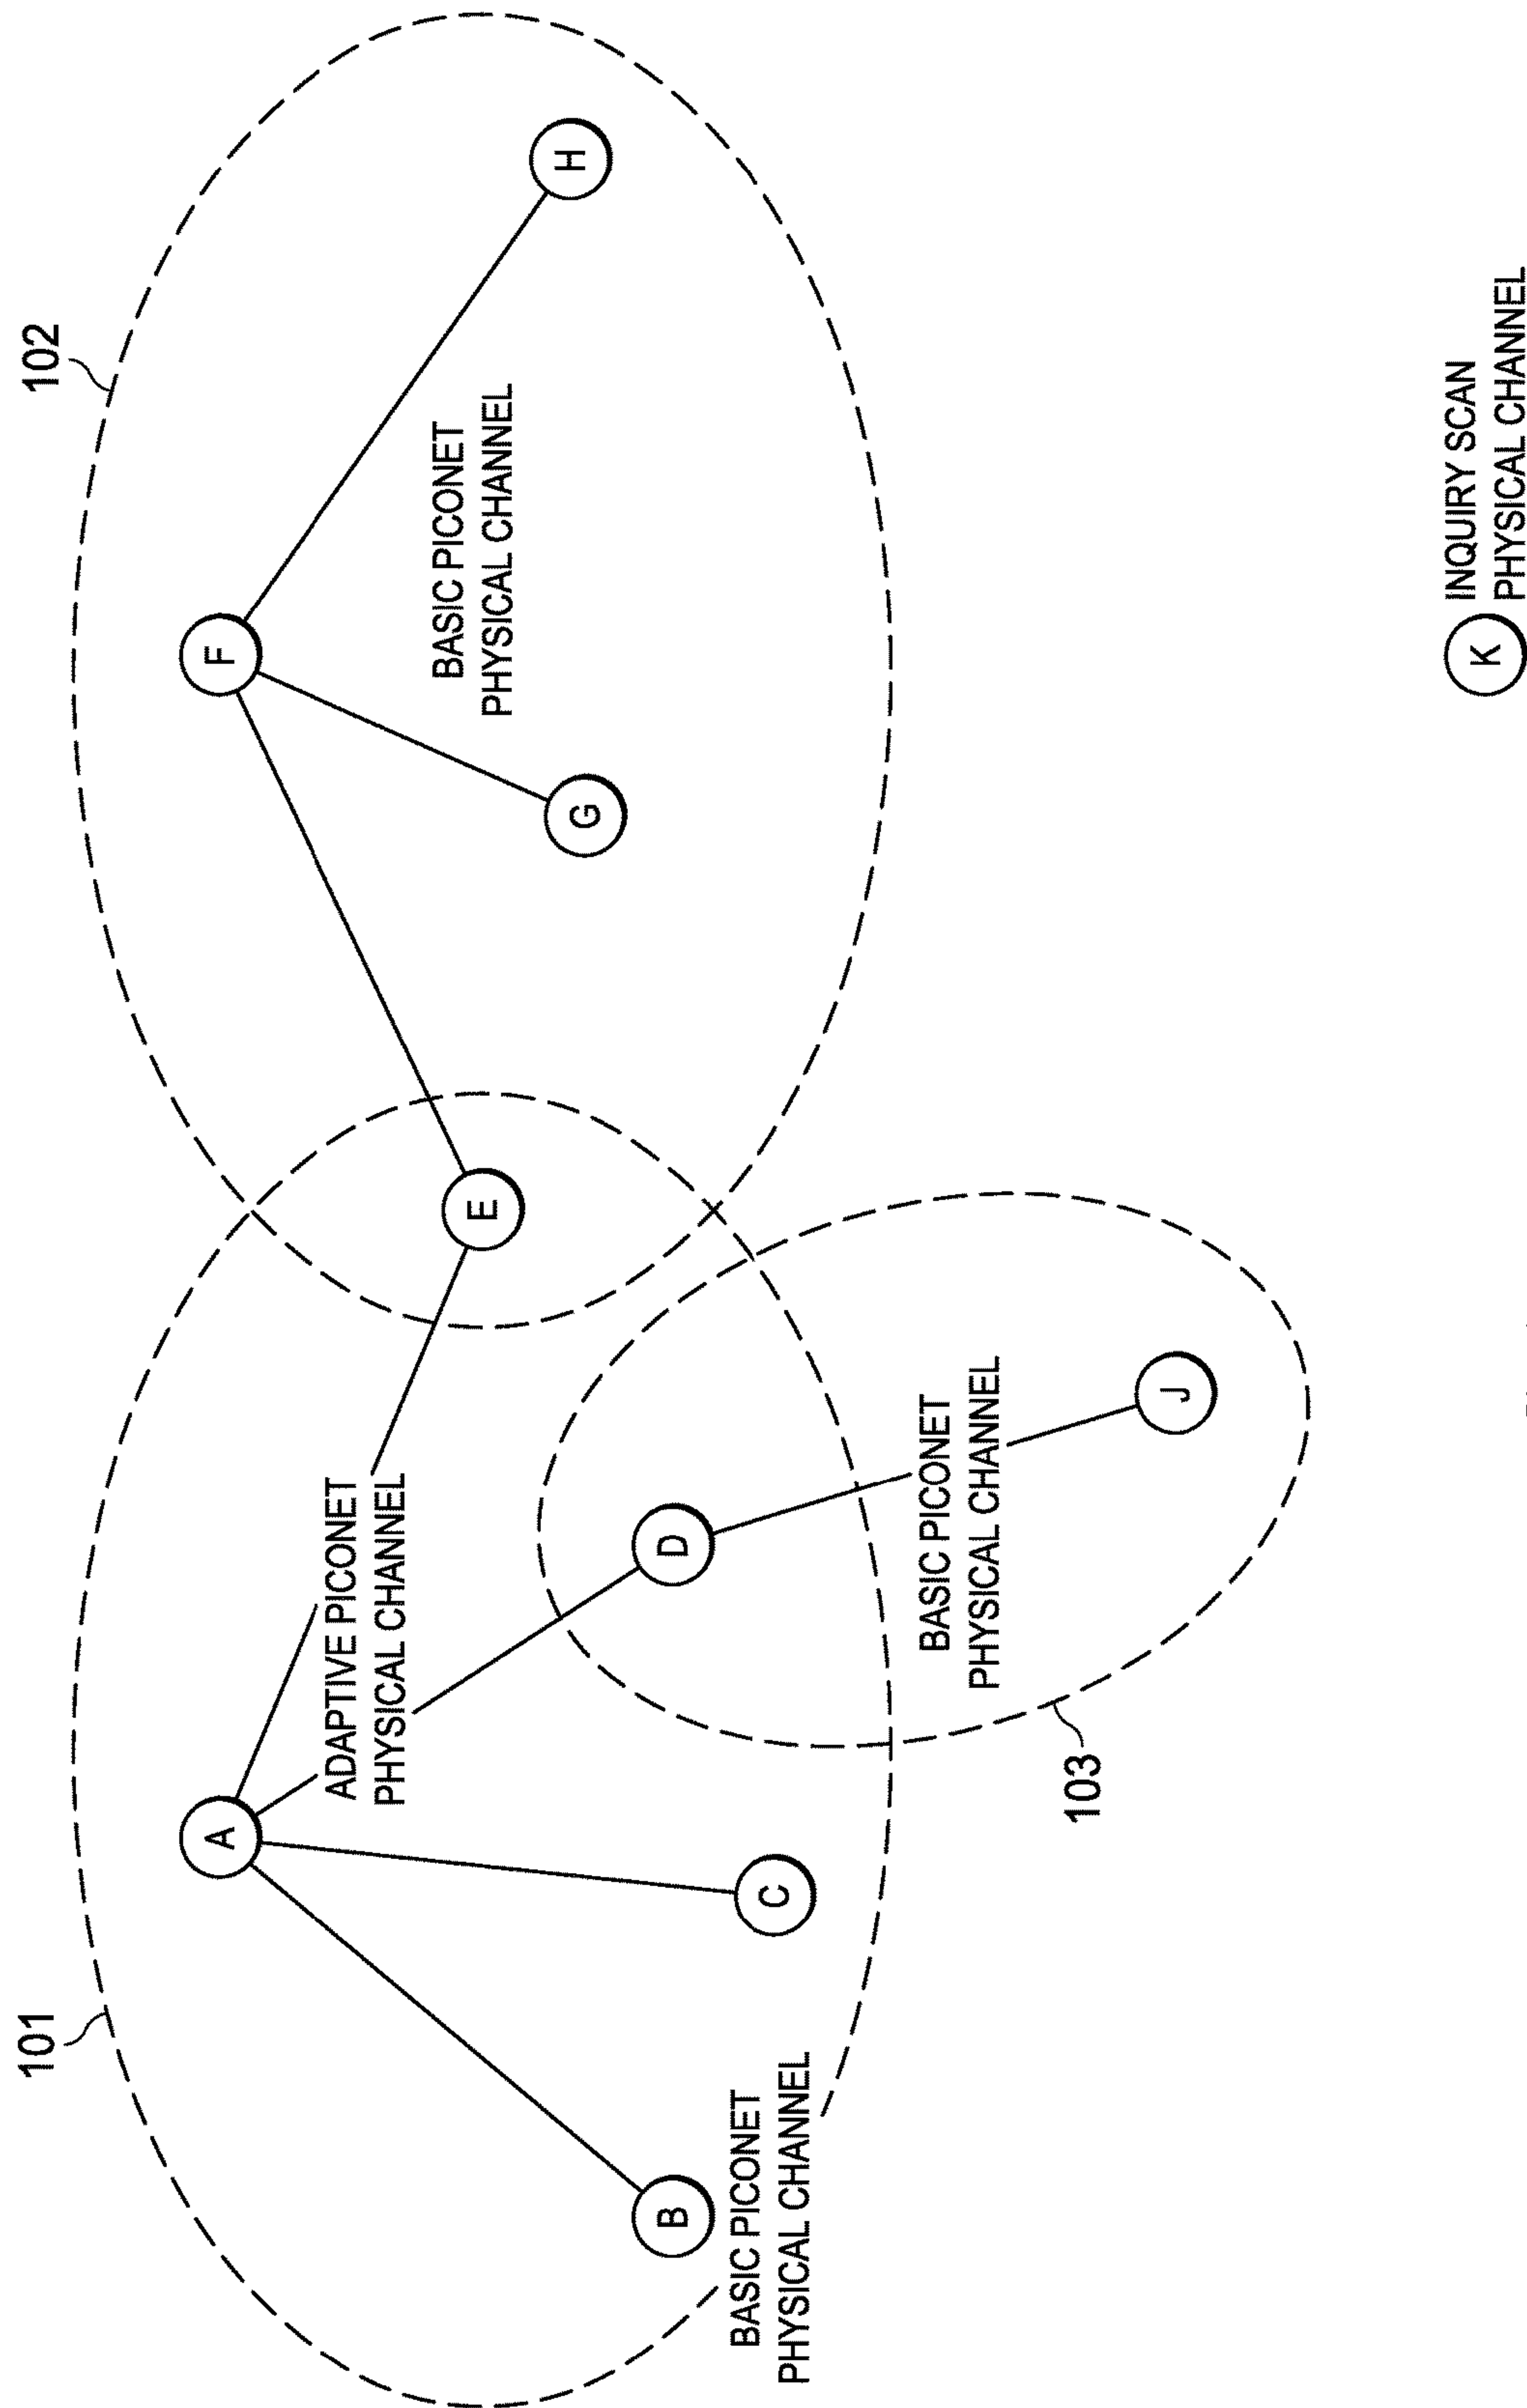 101
102
A
F
H
ADAPTIVE PICONET
PHYSICAL CHANNEL
E
BASIC PICONET
PHYSICAL CHANNEL
G
B
D
C
BASIC PICONET
PHYSICAL CHANNEL
BASIC PICONET
PHYSICAL CHANNEL
103
J
K
INQUIRY SCAN
PHYSICAL CHANNEL